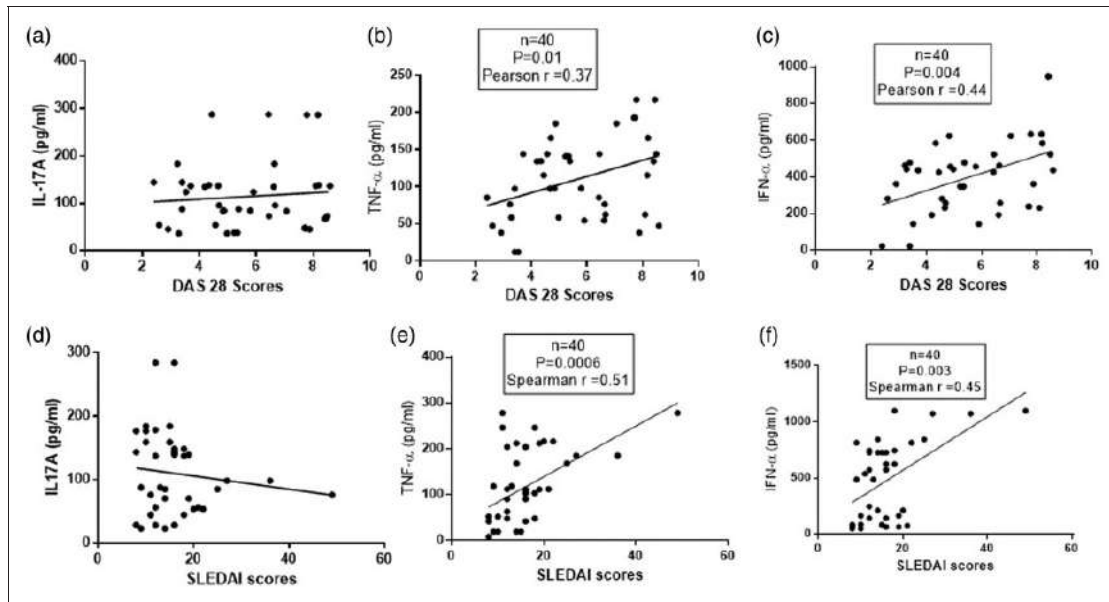 (a)
IL-17A (pg/ml)
400
300
200
100
0
0 2 4 6 8 10
DAS 28 Scores
(b)
n=40
P=0.01
Pearson r =0.37
TNF-α (pg/ml)
250
200
150
100
50
0
0 2 4 6 8 10
DAS 28 Scores
(c)
n=40
P=0.004
Pearson r =0.44
IFN-α (pg/ml)
1000
800
600
400
200
0
0 2 4 6 8 10
DAS 28 Scores
(d)
IL17A (pg/ml)
300
200
100
0
0 20 40 60
SLEDAI scores
(e)
n=40
P=0.0006
Spearman r =0.51
TNF-α (pg/ml)
400
300
200
100
0
0 20 40 60
SLEDAI scores
(f)
n=40
P=0.003
Spearman r =0.45
IFN-α (pg/ml)
1500
1000
500
0
0 20 40 60
SLEDAI scores